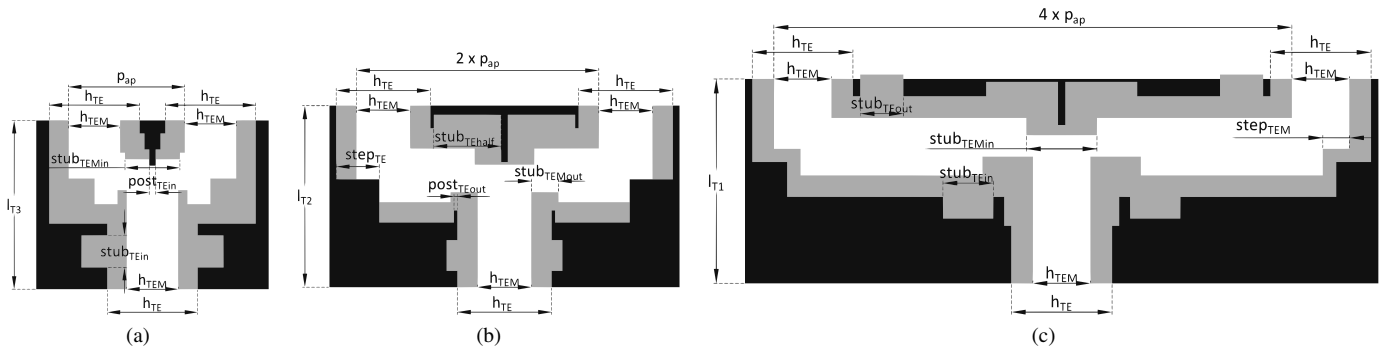 p_ap
h_TE
h_TE
h_TEM
h_TEM
stub_TEMin
post_TEin
l_T3
stub_TEin
h_TEM
h_TE
(a)
2 x p_ap
h_TE
h_TE
h_TEM
h_TEM
stub_TEhalf
step_TE
stub_TEMout
post_TEout
l_T2
h_TEM
h_TE
(b)
4 x p_ap
h_TE
h_TE
h_TEM
h_TEM
stub_TEout
step_TEM
stub_TEMin
stub_TEin
l_T1
h_TEM
h_TE
(c)